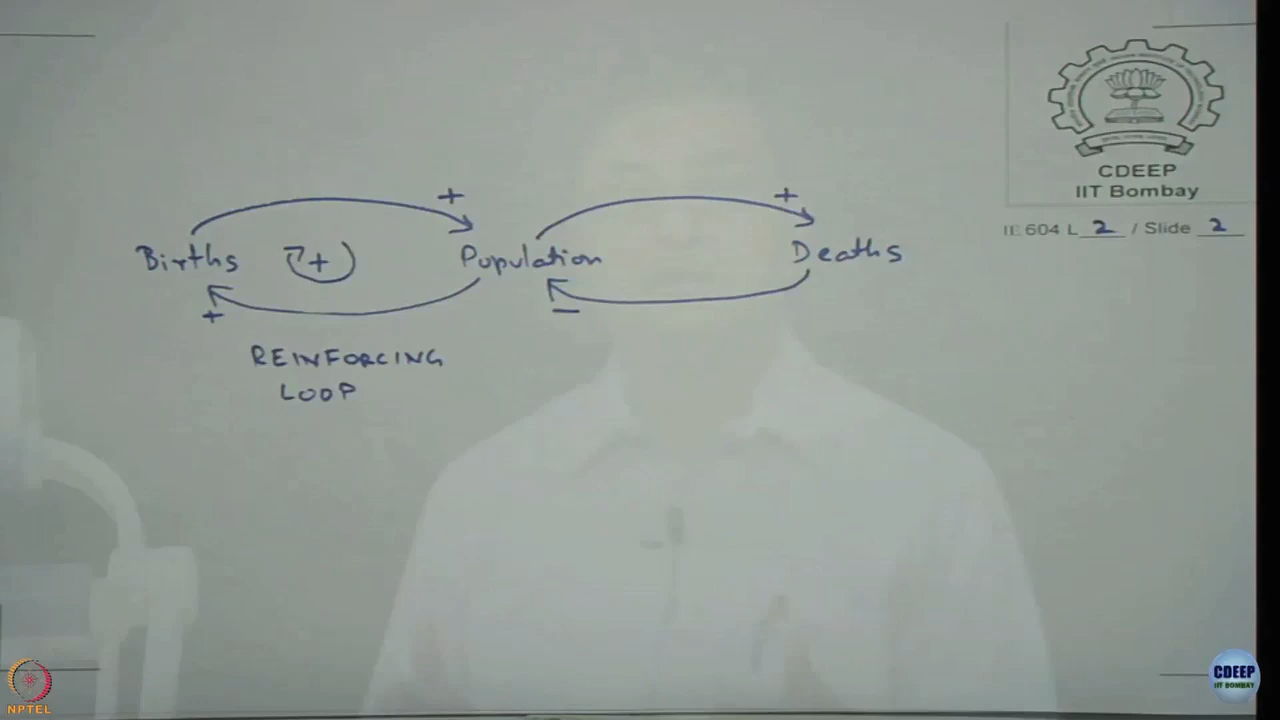 CDEEP
IIT Bombay
IE 604 L 2 / Slide 2
+ +
Births + Population Deaths
+ −
REINFORCING
LOOP
NPTEL
CDEEP
IIT BOMBAY